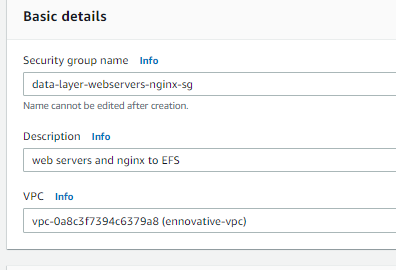 Basic details
Security group name Info
data-layer-webservers-nginx-sg
Name cannot be edited after creation.
Description Info
web servers and nginx to EFS
VPC Info
vpc-0a8c3f7394c6379a8 (ennovative-vpc)